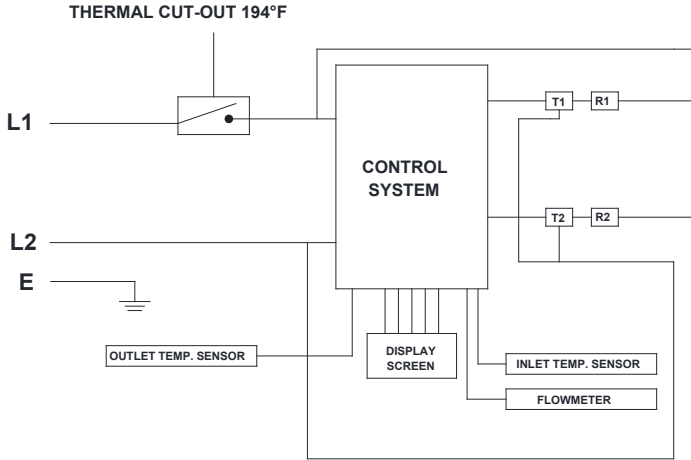 THERMAL CUT-OUT 194°F
L1
T1
R1
CONTROL
SYSTEM
T2
R2
L2
E
OUTLET TEMP. SENSOR
DISPLAY
SCREEN
INLET TEMP. SENSOR
FLOWMETER